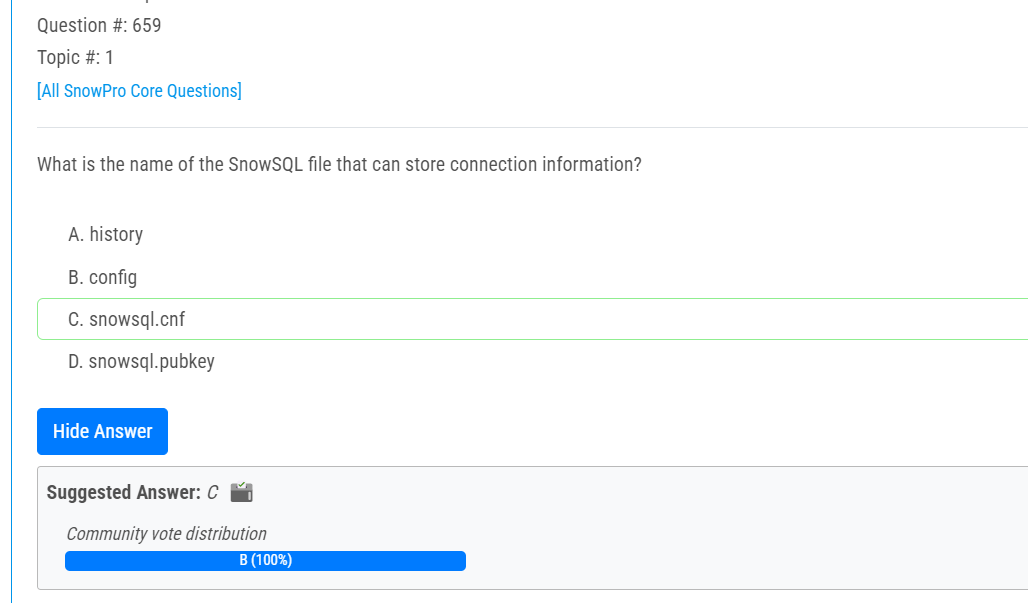 Question #: 659
Topic #: 1
[All SnowPro Core Questions]
What is the name of the SnowSQL file that can store connection information?
A. history
B. config
C. snowsql.cnf
D. snowsql.pubkey
Hide Answer
Suggested Answer: C
Community vote distribution
B (100%)